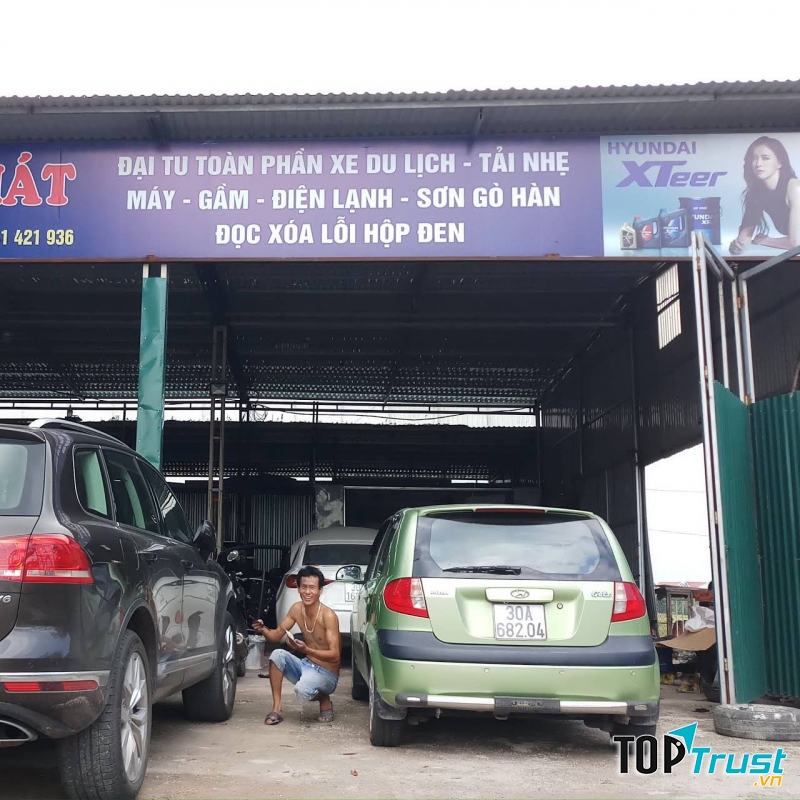 HÁT
1 421 936
ĐẠI TU TOÀN PHẦN XE DU LỊCH - TẢI NHẸ
MÁY - GẦM - ĐIỆN LẠNH - SƠN GÒ HÀN
ĐỌC XÓA LỖI HỘP ĐEN
HYUNDAI
XTeer
30A
682.04
TOPTrust
.vn